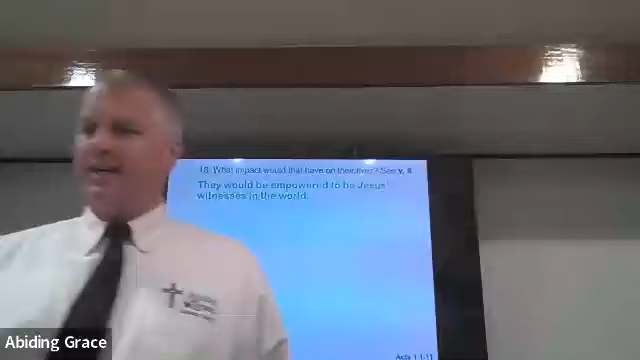 18. What impact would that have on their lives? See v. 8
They would be empowered to be Jesus'
witnesses in the world.
Acts 1:1-11
Abiding Grace